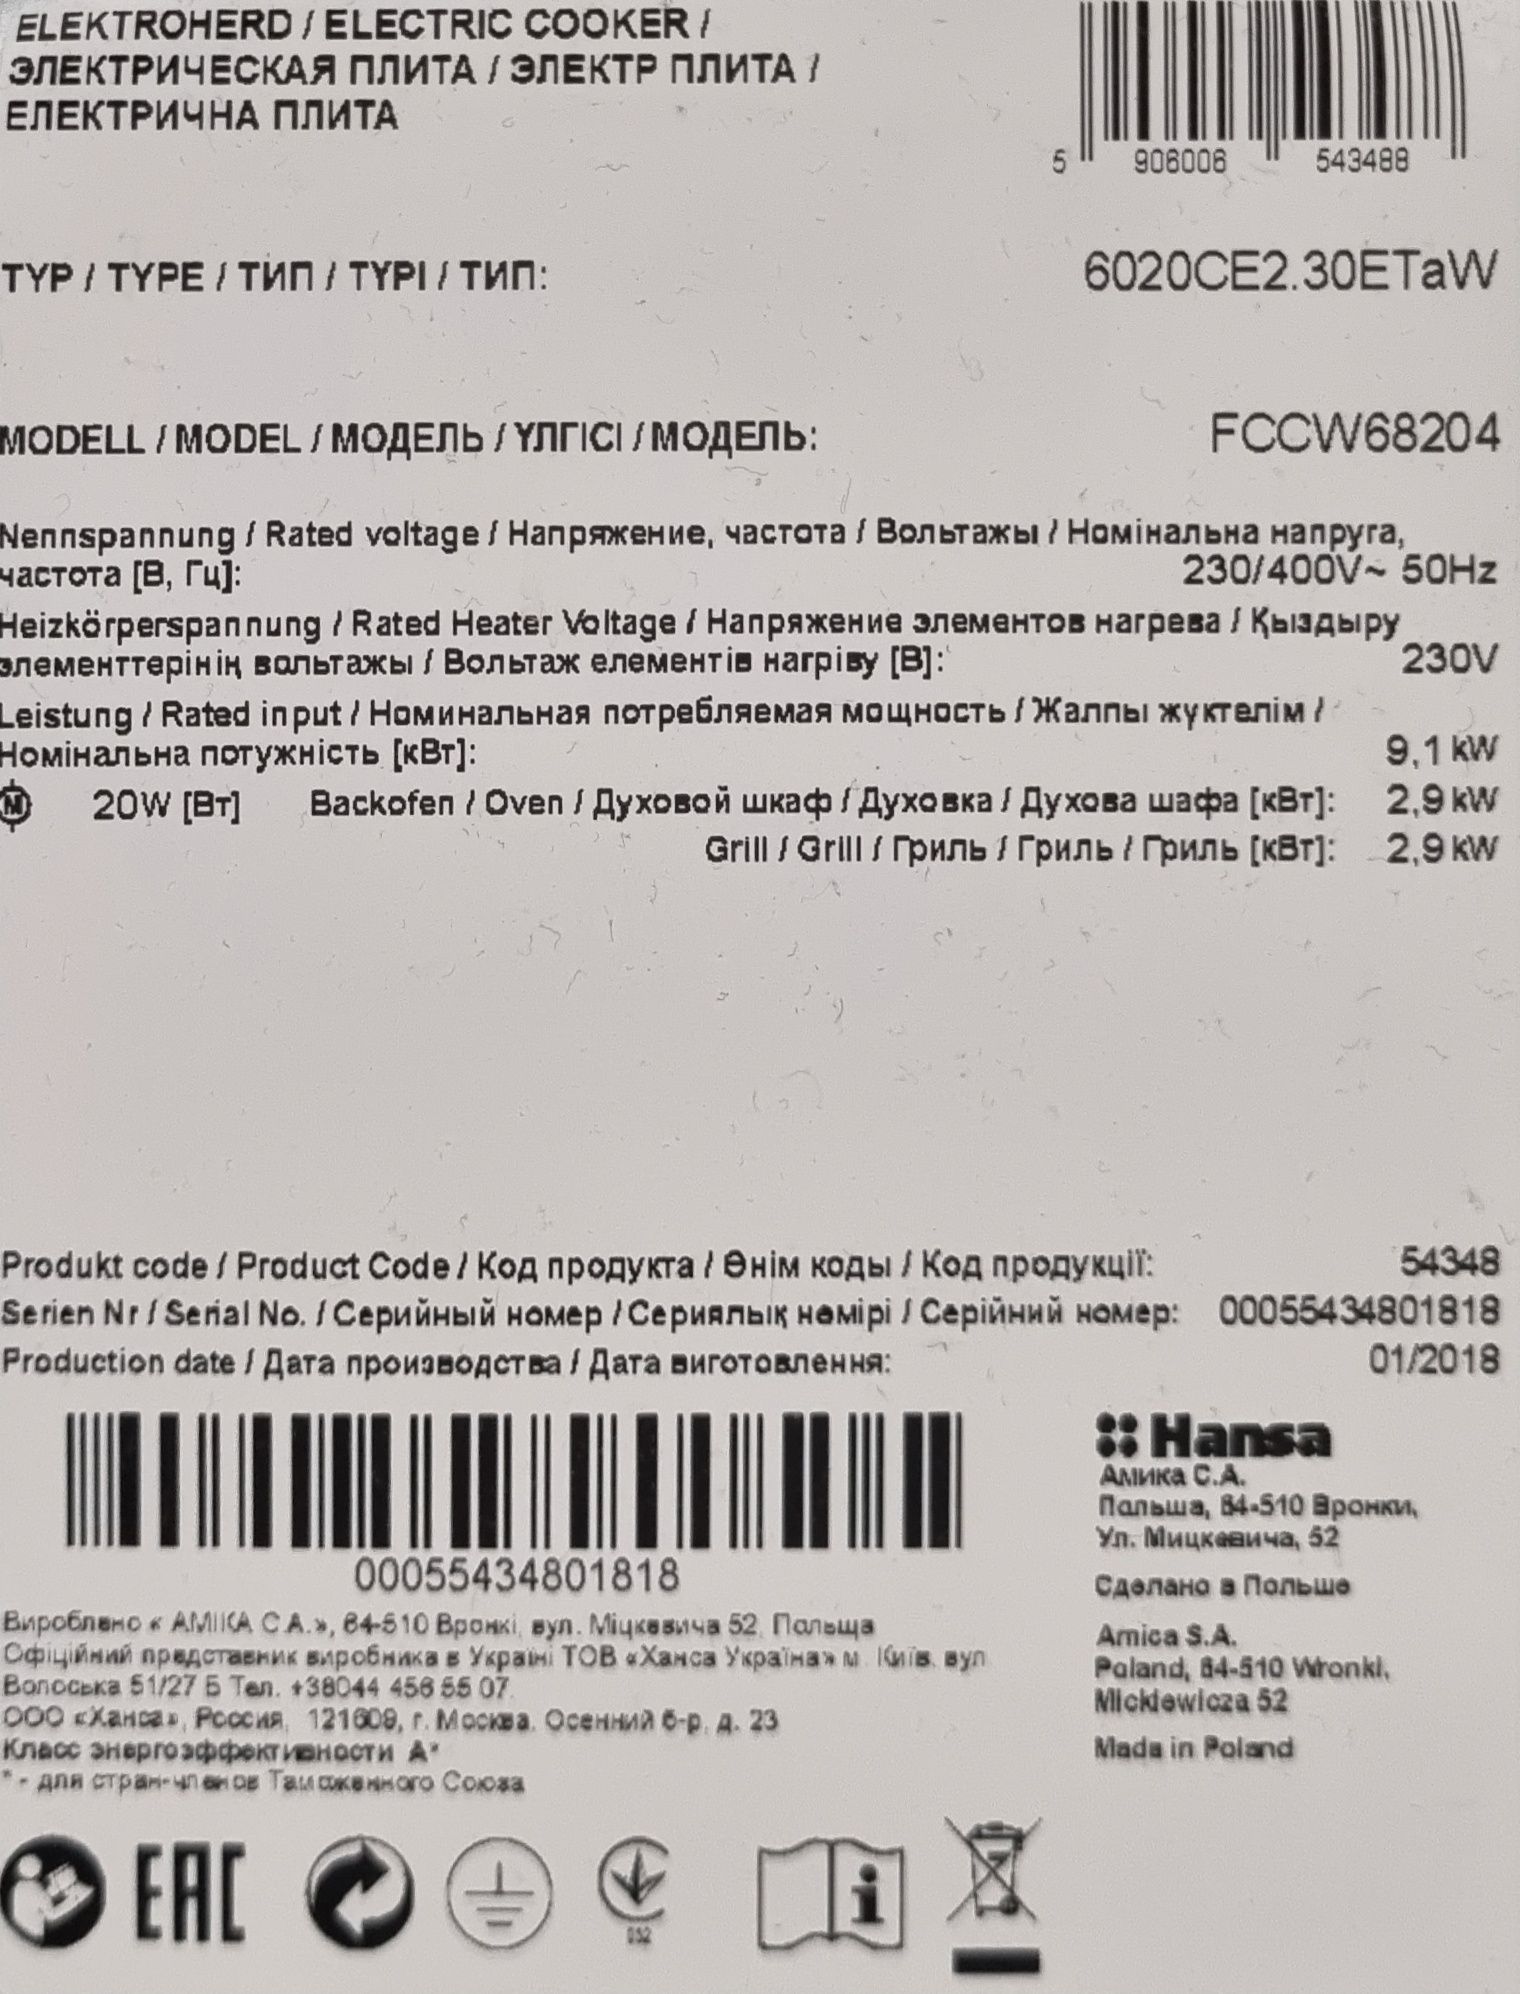 ELEKTROHERD / ELECTRIC COOKER /
ЭЛЕКТРИЧЕСКАЯ ПЛИТА / ЭЛЕКТР ПЛИТА /
ЕЛЕКТРИЧНА ПЛИТА
5 906006 543488
TYP / TYPE / ТИП / TYPI / ТИП:
6020CE2.30ETaW
MODELL / MODEL / МОДЕЛЬ / ҮЛГІСІ / МОДЕЛЬ:
FCCW68204
Nennspannung / Rated voltage / Напряжение, частота / Вольтажы / Номінальна напруга,
частота [В, Гц]: 230/400V~ 50Hz
Heizkörperspannung / Rated Heater Voltage / Напряжение элементов нагрева / Қыздыру
элементтерінің вольтажы / Вольтаж елементів нагріву [В]: 230V
Leistung / Rated input / Номинальная потребляемая мощность / Жалпы жүктелім /
Номінальна потужність [кВт]: 9,1 kW
M 20W [Вт] Backofen / Oven / Духовой шкаф / Духовка / Духова шафа [кВт]: 2,9 kW
Grill / Grill / Гриль / Гриль / Гриль [кВт]: 2,9 kW
Produkt code / Product Code / Код продукта / Өнім коды / Код продукції: 54348
Serien Nr / Serial No. / Серийный номер / Сериялық нөмірі / Серійний номер: 00055434801818
Production date / Дата производства / Дата виготовлення: 01/2018
00055434801818
Hansa
Амика С.А.
Польша, 64-510 Вронки,
Ул. Мицкевича, 52
Сделано в Польше
Amica S.A.
Poland, 64-510 Wronki,
Mickiewicza 52
Made in Poland
Вироблено « АМІКА С.А.», 64-510 Вронкі, вул. Міцкевича 52, Польща
Офіційний представник виробника в Україні ТОВ «Ханса Україна» м. Київ, вул.
Волоська 51/27 Б Тел. +38044 456 55 07.
ООО «Ханса», Россия, 121609, г. Москва, Осенний б-р, д. 23
Класс энергоэффективности А*
* - для стран-членов Таможенного Союза
EAC
032
i